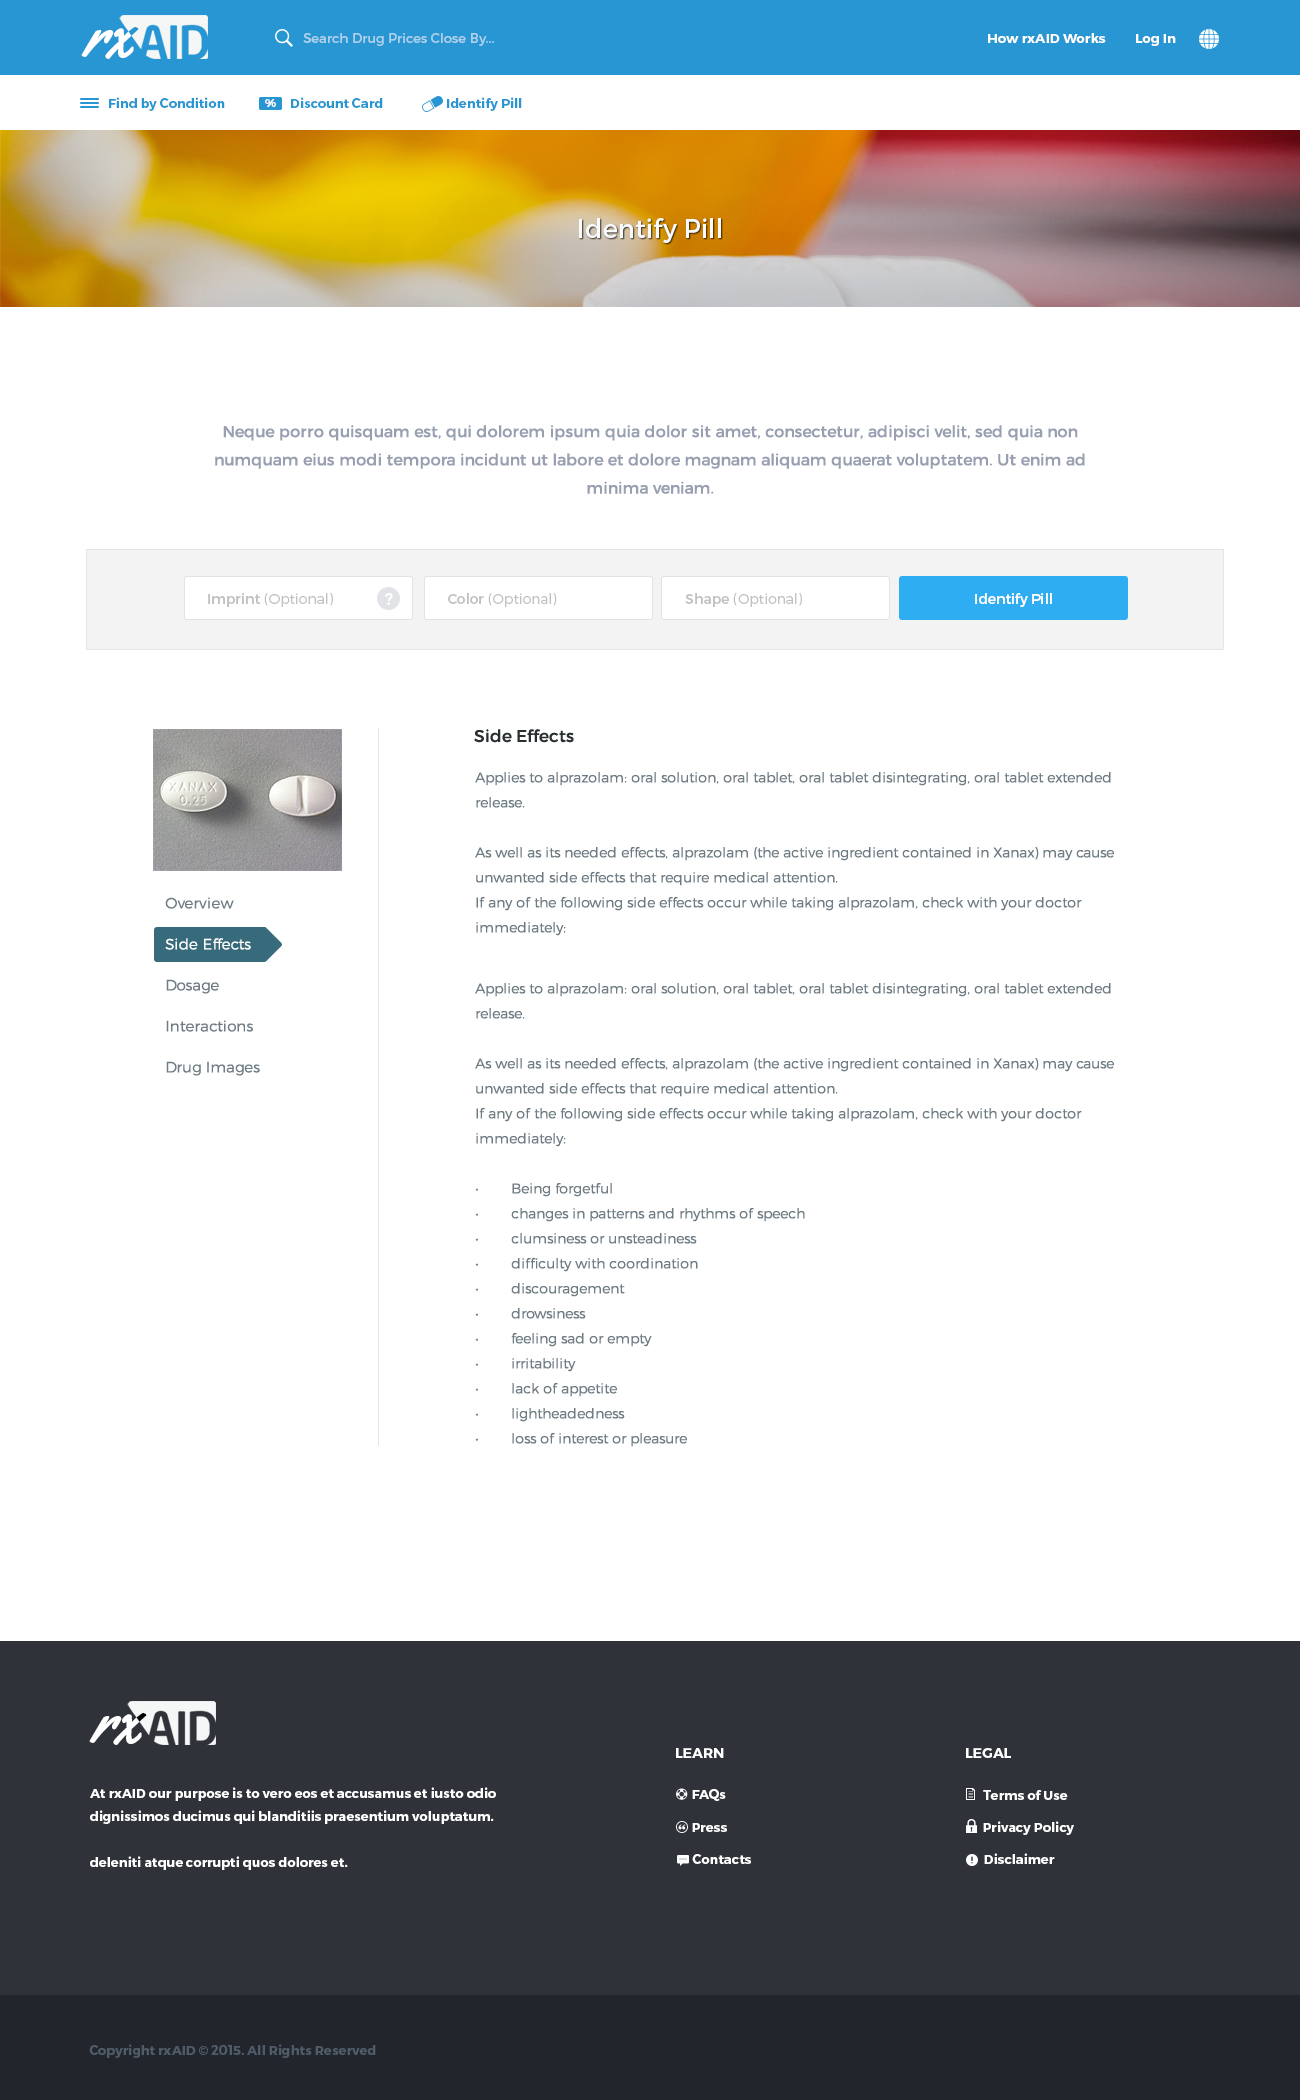 rxAID
Search Drug Prices Close By...
How rxAID Works
Log In
Find by Condition
% Discount Card
Identify Pill
Identify Pill
Neque porro quisquam est, qui dolorem ipsum quia dolor sit amet, consectetur, adipisci velit, sed quia non
numquam eius modi tempora incidunt ut labore et dolore magnam aliquam quaerat voluptatem. Ut enim ad
minima veniam.
Imprint (Optional) ?
Color (Optional)
Shape (Optional)
Identify Pill
XANAX
0.25
Overview
Side Effects
Dosage
Interactions
Drug Images
Side Effects
Applies to alprazolam: oral solution, oral tablet, oral tablet disintegrating, oral tablet extended
release.
As well as its needed effects, alprazolam (the active ingredient contained in Xanax) may cause
unwanted side effects that require medical attention.
If any of the following side effects occur while taking alprazolam, check with your doctor
immediately:
Applies to alprazolam: oral solution, oral tablet, oral tablet disintegrating, oral tablet extended
release.
As well as its needed effects, alprazolam (the active ingredient contained in Xanax) may cause
unwanted side effects that require medical attention.
If any of the following side effects occur while taking alprazolam, check with your doctor
immediately:
• Being forgetful
• changes in patterns and rhythms of speech
• clumsiness or unsteadiness
• difficulty with coordination
• discouragement
• drowsiness
• feeling sad or empty
• irritability
• lack of appetite
• lightheadedness
• loss of interest or pleasure
rxAID
At rxAID our purpose is to vero eos et accusamus et iusto odio
dignissimos ducimus qui blanditiis praesentium voluptatum.
deleniti atque corrupti quos dolores et.
LEARN
FAQs
Press
Contacts
LEGAL
Terms of Use
Privacy Policy
Disclaimer
Copyright rxAID © 2015. All Rights Reserved